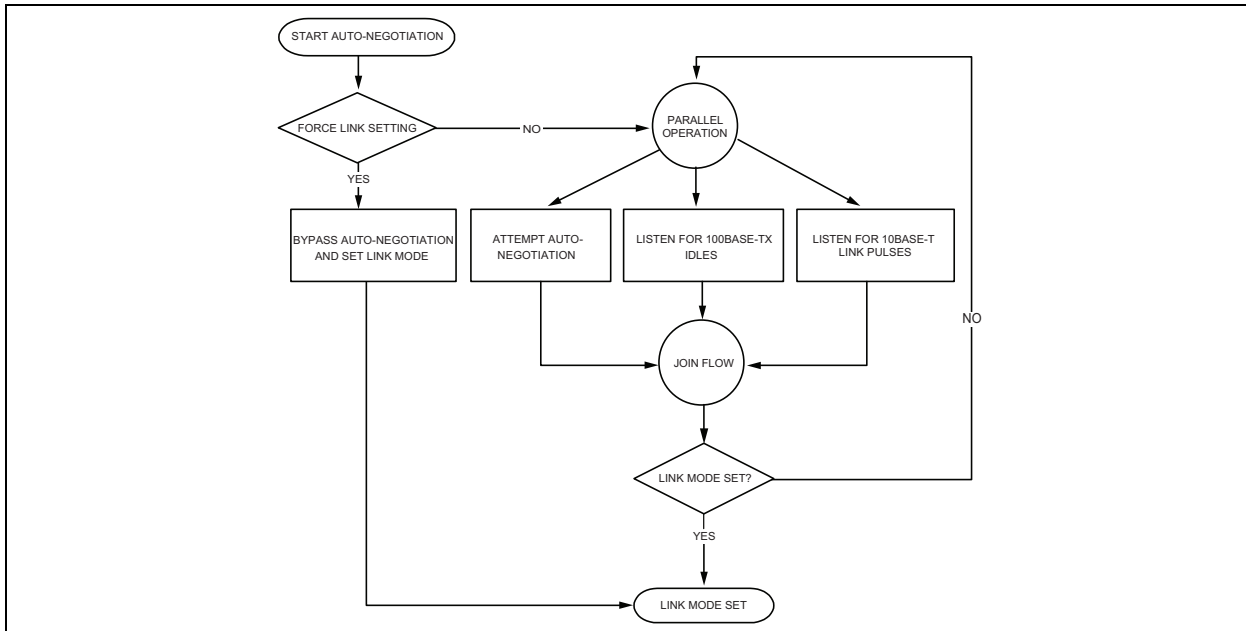 START AUTO-NEGOTIATION
FORCE LINK SETTING
NO
PARALLEL
OPERATION
YES
BYPASS AUTO-NEGOTIATION
AND SET LINK MODE
ATTEMPT AUTO-
NEGOTIATION
LISTEN FOR 100BASE-TX
IDLES
LISTEN FOR 10BASE-T
LINK PULSES
NO
JOIN FLOW
LINK MODE SET?
YES
LINK MODE SET